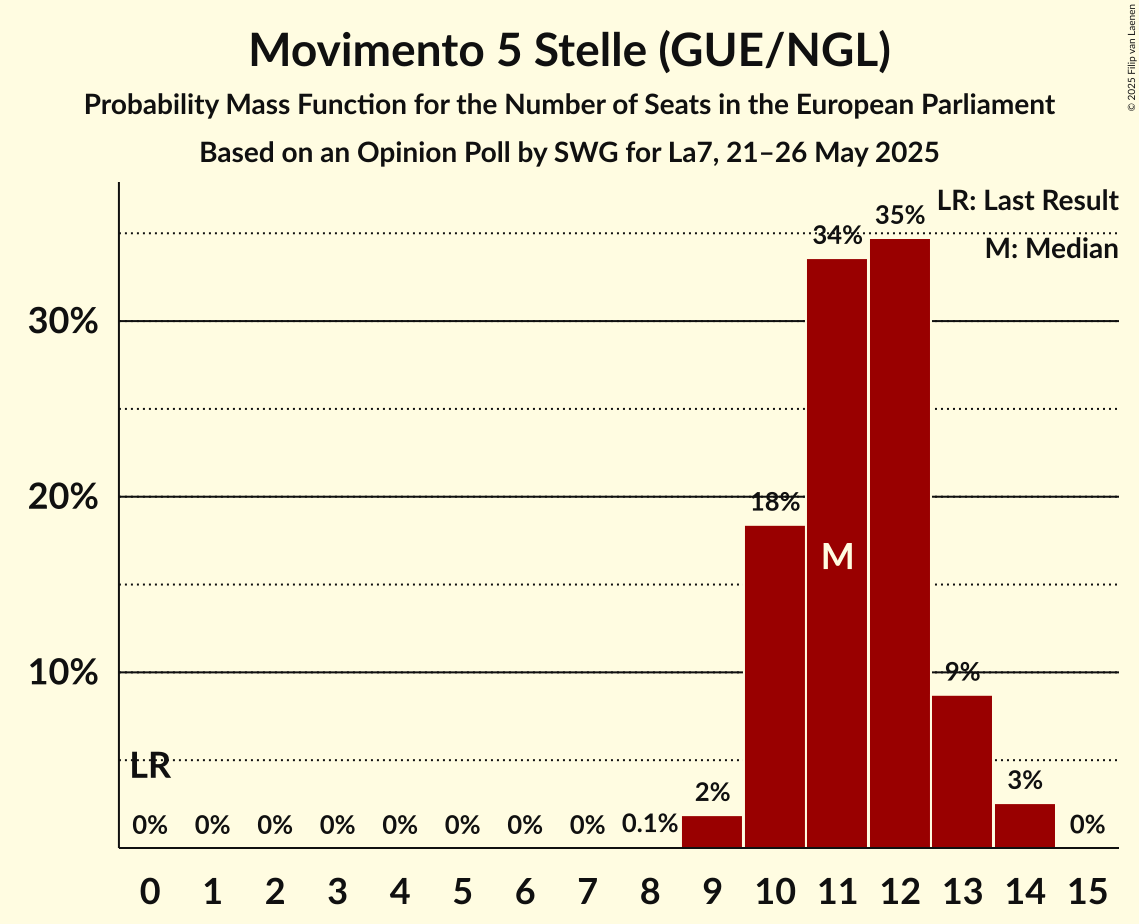 Movimento 5 Stelle (GUE/NGL)
Probability Mass Function for the Number of Seats in the European Parliament
Based on an Opinion Poll by SWG for La7, 21–26 May 2025
© 2025 Filip van Laenen
LR: Last Result
M: Median
35%
34%
30%
20%
18%
M
10%
9%
LR
3%
2%
0% 0% 0% 0% 0% 0% 0% 0% 0.1% 0%
0 1 2 3 4 5 6 7 8 9 10 11 12 13 14 15